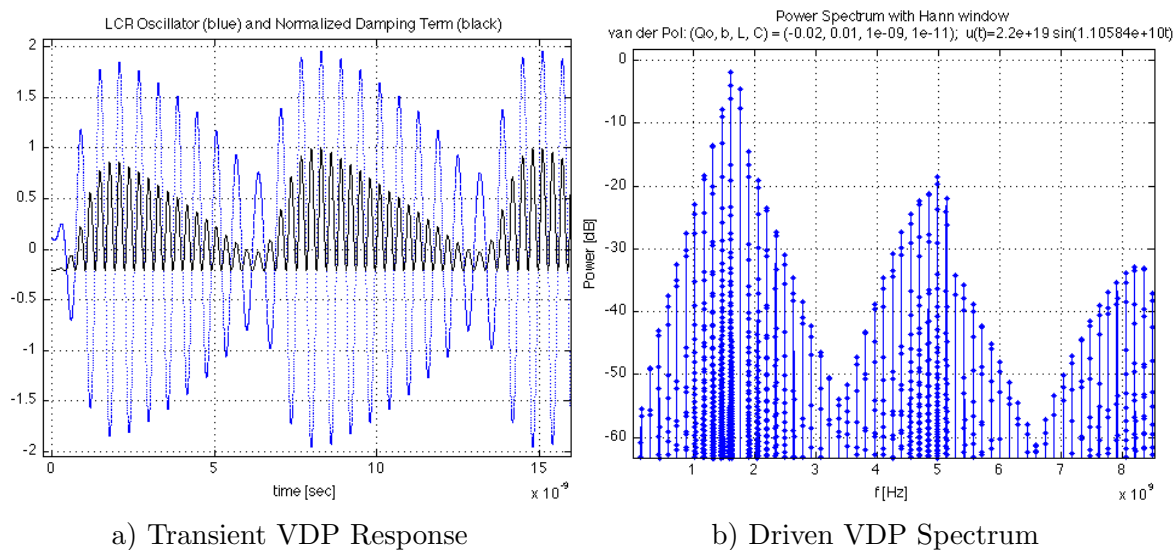 LCR Oscillator (blue) and Normalized Damping Term (black)
2
1.5
1
0.5
0
-0.5
-1
-1.5
-2
0
5
10
15
time [sec]
x 10^-9
a) Transient VDP Response
Power Spectrum with Hann window
van der Pol: (Qo, b, L, C) = (-0.02, 0.01, 1e-09, 1e-11); u(t)=2.2e+19 sin(1.10584e+10t)
0
-10
-20
-30
-40
-50
-60
Power [dB]
1
2
3
4
5
6
7
8
f [Hz]
x 10^9
b) Driven VDP Spectrum